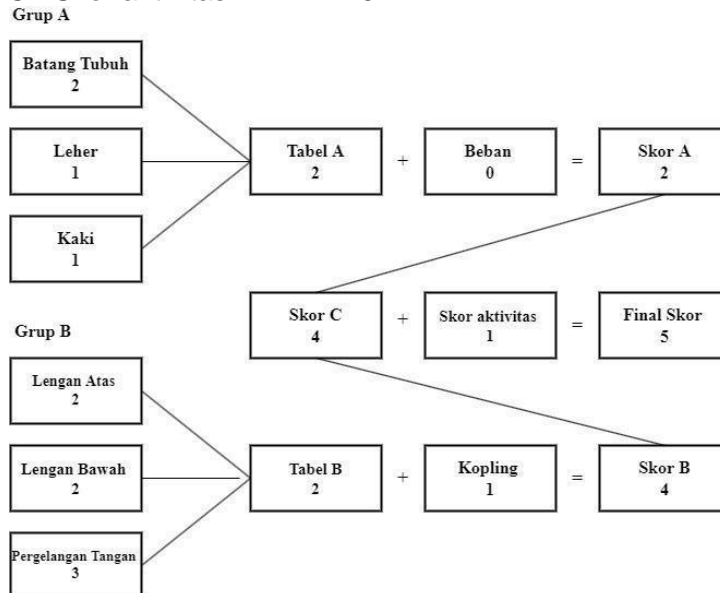 Grup A
Batang Tubuh
2
Leher
1
Tabel A
2
+
Beban
0
=
Skor A
2
Kaki
1
Skor C
4
+
Skor aktivitas
1
=
Final Skor
5
Grup B
Lengan Atas
2
Lengan Bawah
2
Tabel B
2
+
Kopling
1
=
Skor B
4
Pergelangan Tangan
3